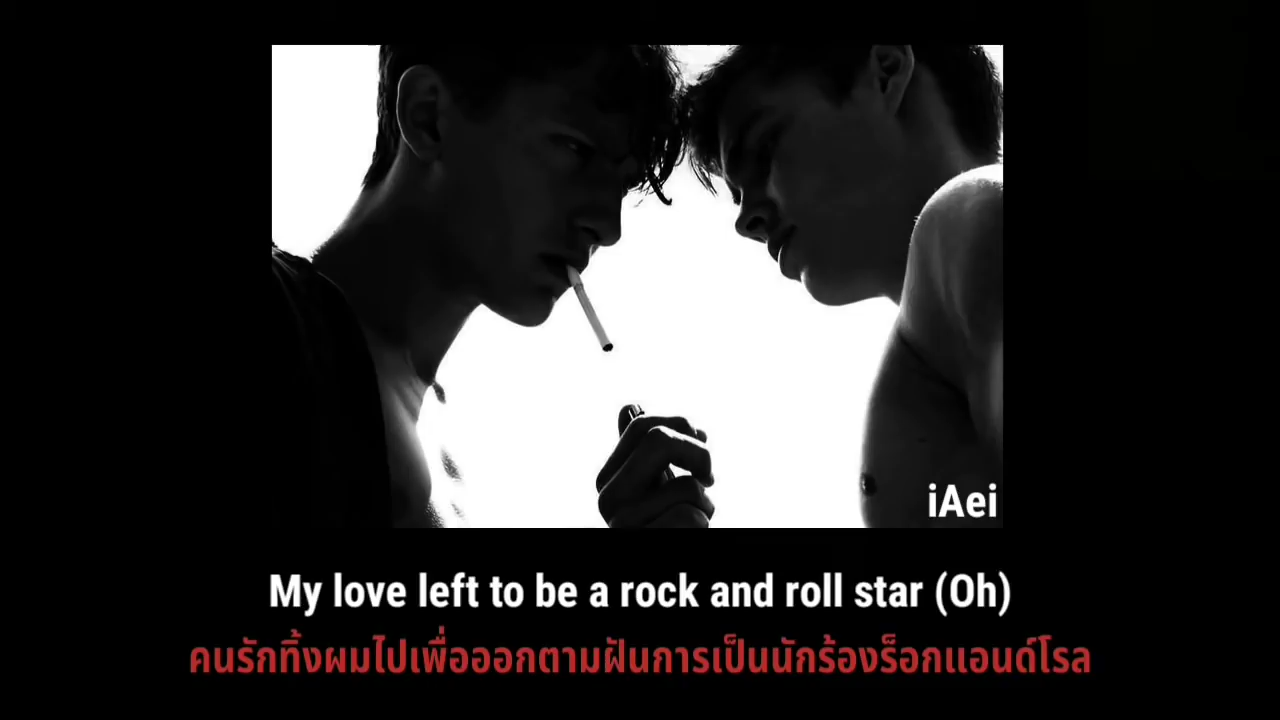 iAei
My love left to be a rock and roll star (Oh)
คนรักทิ้งผมไปเพื่อออกตามฝันการเป็นนักร้องร็อกแอนด์โรล